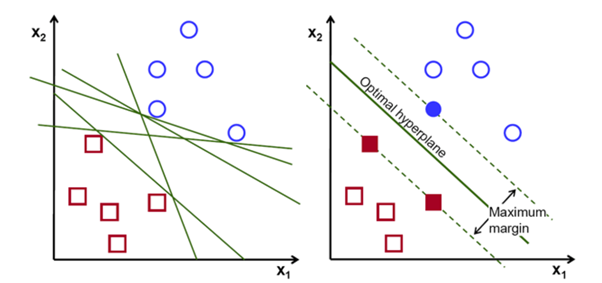 x2
x1
x2
Optimal hyperplane
Maximum
margin
x1